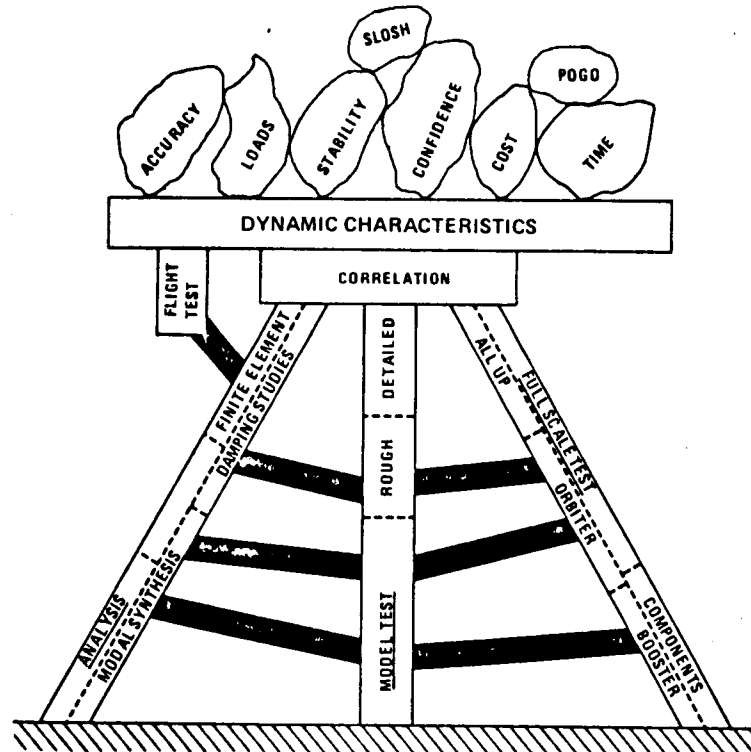 SLOSH
POGO
ACCURACY
LOADS
STABILITY
CONFIDENCE
COST
TIME
DYNAMIC CHARACTERISTICS
FLIGHT
TEST
CORRELATION
FINITE ELEMENT
DAMPING STUDIES
ANALYSIS
MODAL SYNTHESIS
DETAILED
ROUGH
MODEL TEST
ALL UP
FULL SCALE TEST
ORBITER
COMPONENTS
BOOSTER